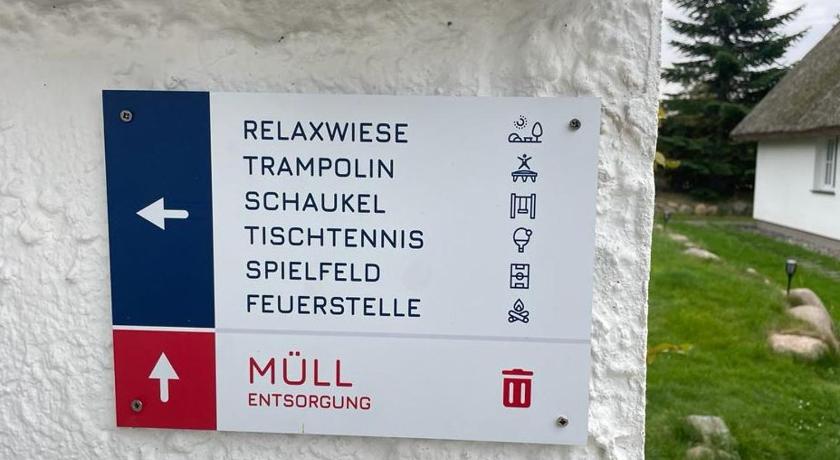 RELAXWIESE
TRAMPOLIN
SCHAUKEL
TISCHTENNIS
SPIELFELD
FEUERSTELLE
MÜLL
ENTSORGUNG